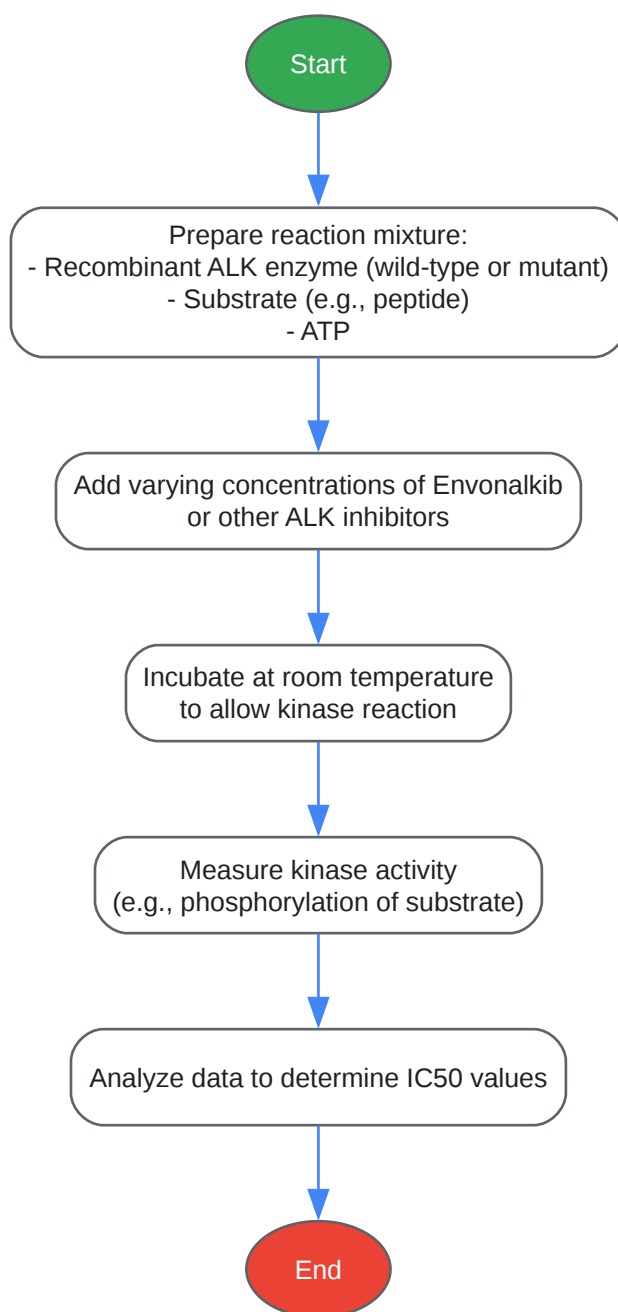 Start
Prepare reaction mixture:
- Recombinant ALK enzyme (wild-type or mutant)
- Substrate (e.g., peptide)
- ATP
Add varying concentrations of Envonalkib
or other ALK inhibitors
Incubate at room temperature
to allow kinase reaction
Measure kinase activity
(e.g., phosphorylation of substrate)
Analyze data to determine IC50 values
End